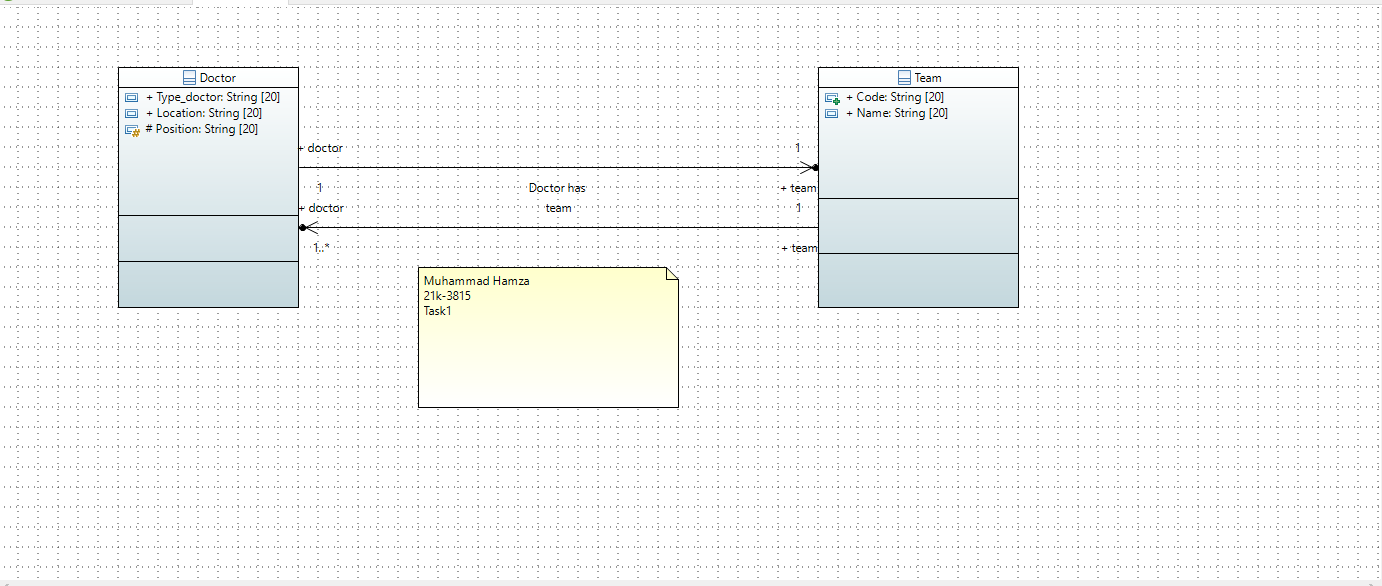 Doctor
+ Type_doctor: String [20]
+ Location: String [20]
# Position: String [20]
Team
+ Code: String [20]
+ Name: String [20]
+ doctor
1
1
Doctor has
+ team
+ doctor
team
1
1..*
+ team
Muhammad Hamza
21k-3815
Task1